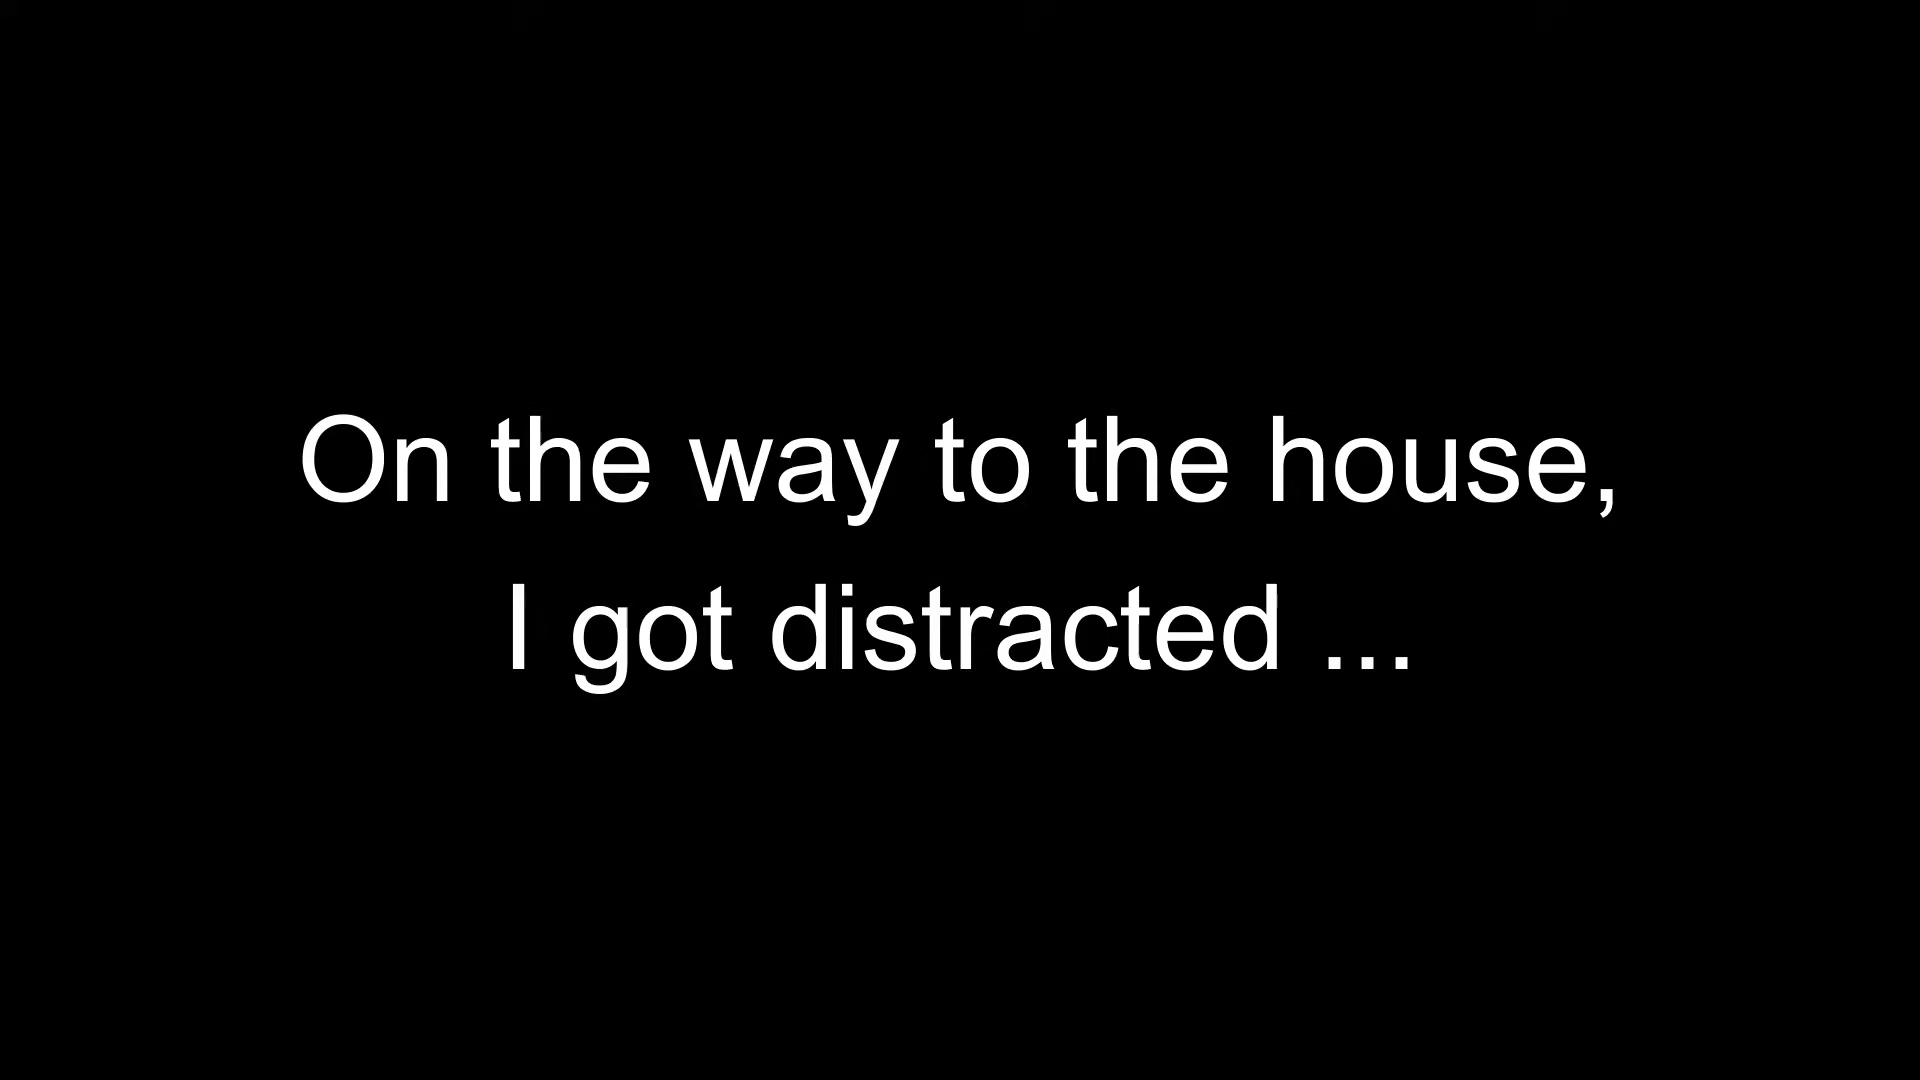 On the way to the house,
I got distracted ...